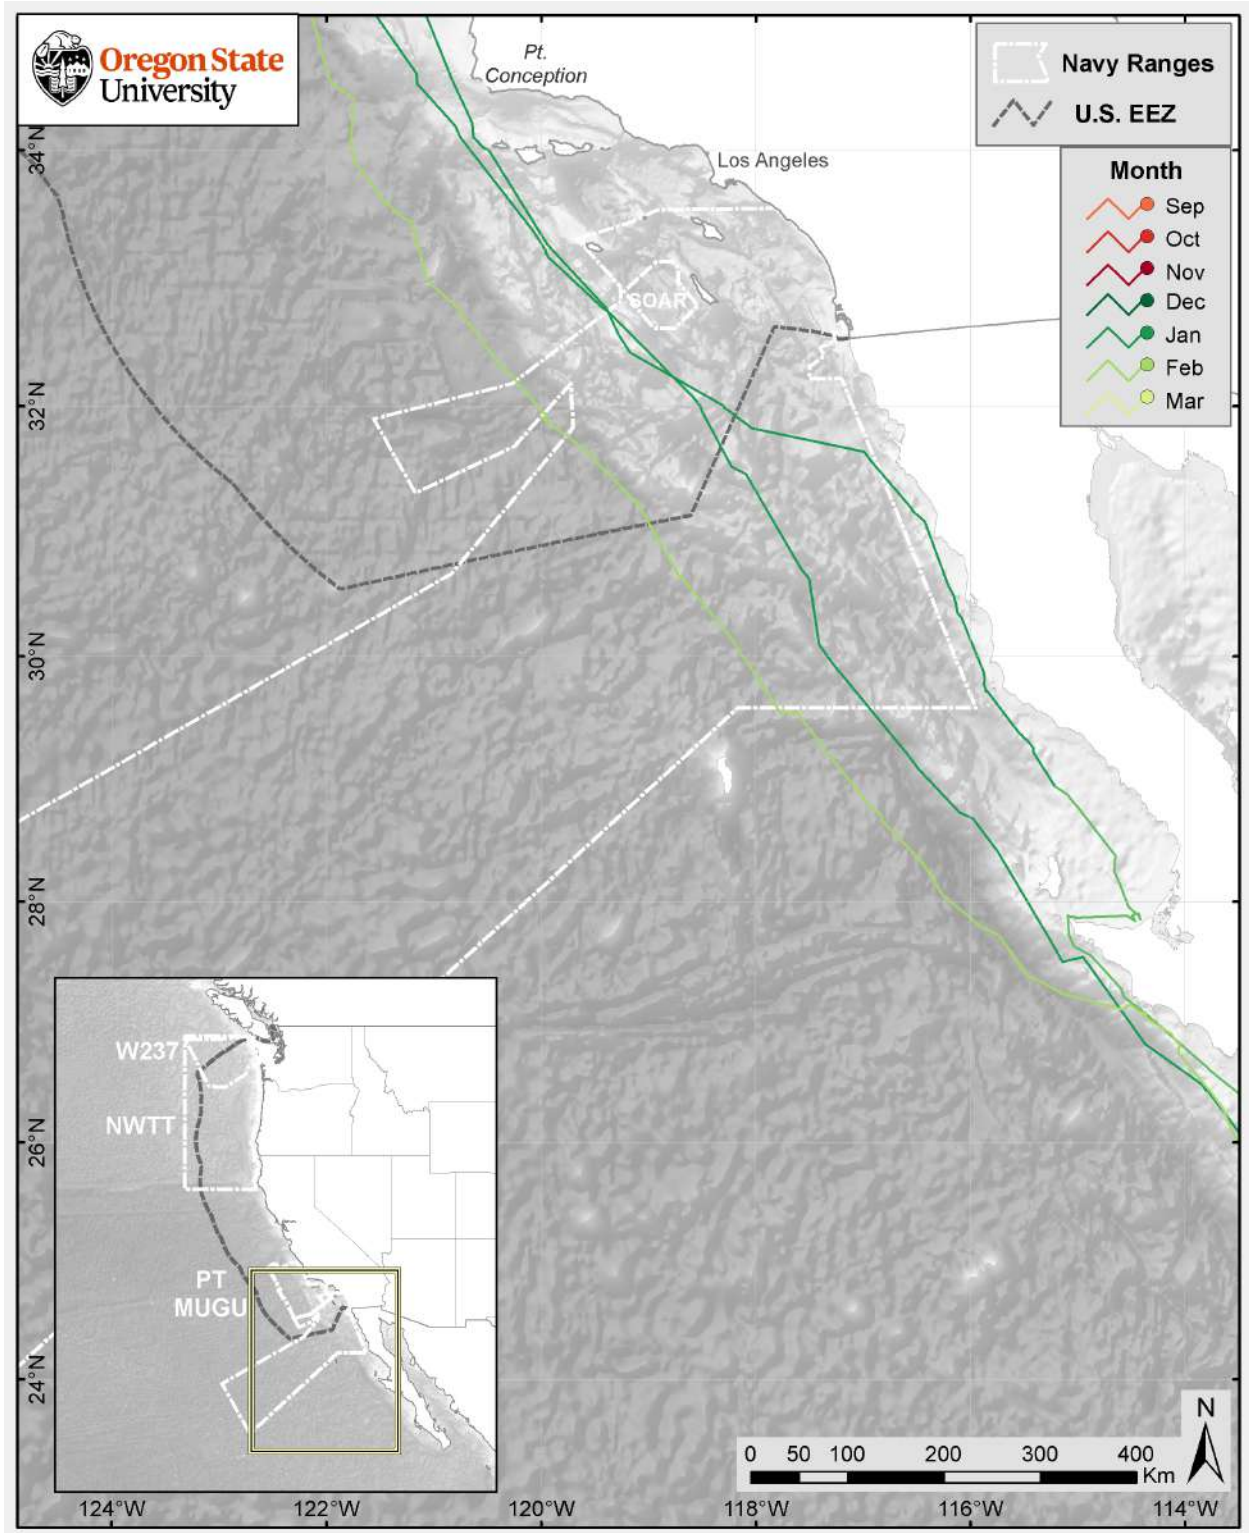 Oregon State
University
Pt.
Conception
Navy Ranges
U.S. EEZ
Los Angeles
Month
Sep
Oct
Nov
Dec
Jan
Feb
Mar
SOAR
34°N
32°N
30°N
28°N
26°N
24°N
W237
NWTT
PT
MUGU
N
0 50 100 200 300 400
Km
124°W 122°W 120°W 118°W 116°W 114°W